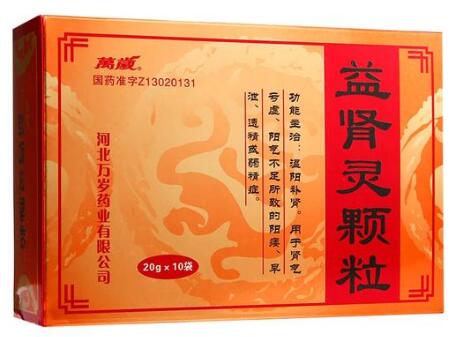 萬歲®
国药准字Z13020131
益肾灵颗粒
功能主治：温阳补肾。用于肾气
亏虚、阳气不足所致的阳痿、早
泄、遗精或弱精症。
河北万岁药业有限公司
20g×10袋